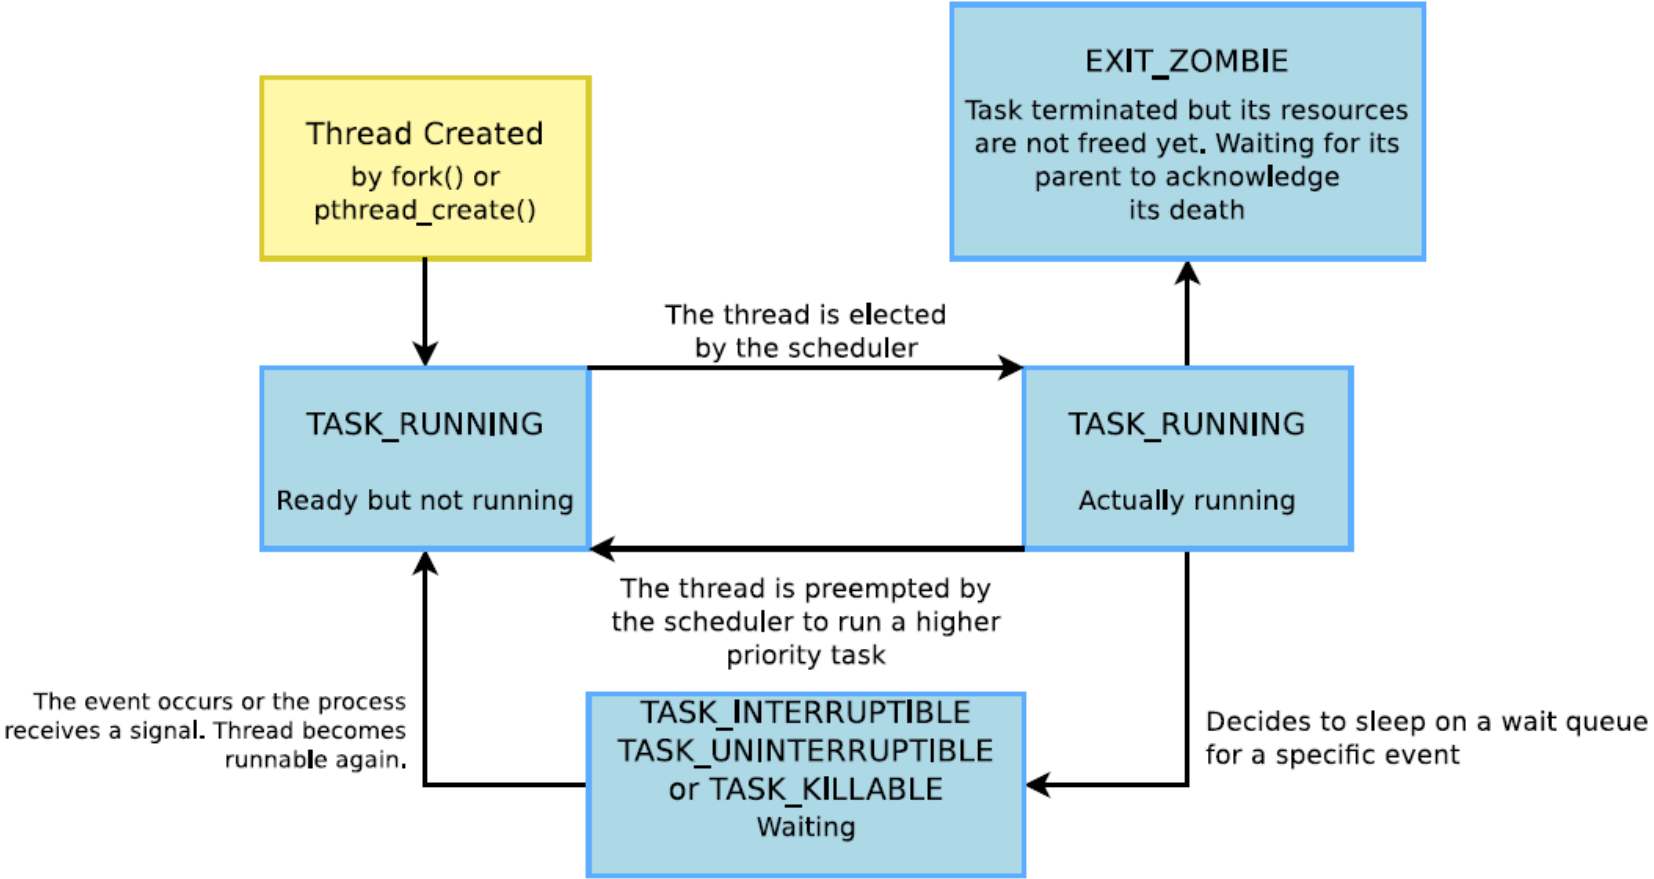 EXIT_ZOMBIE
Task terminated but its resources
are not freed yet. Waiting for its
parent to acknowledge
its death
Thread Created
by fork() or
pthread_create()
The thread is elected
by the scheduler
TASK_RUNNING
Ready but not running
TASK_RUNNING
Actually running
The thread is preempted by
the scheduler to run a higher
priority task
The event occurs or the process
receives a signal. Thread becomes
runnable again.
TASK_INTERRUPTIBLE
TASK_UNINTERRUPTIBLE
or TASK_KILLABLE
Waiting
Decides to sleep on a wait queue
for a specific event